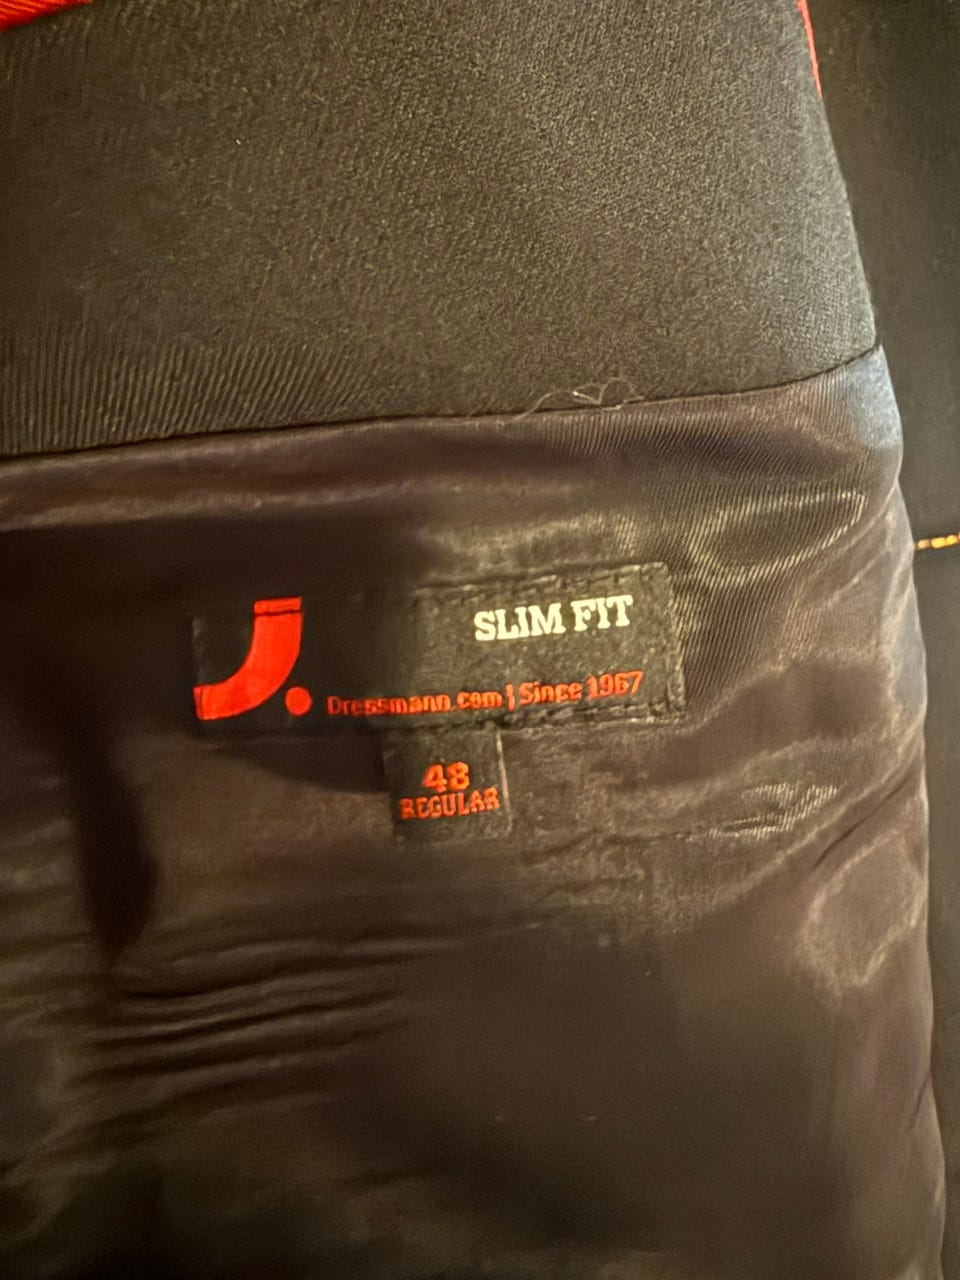 SLIM FIT
J.
Dressmann.com | Since 1967
48
REGULAR